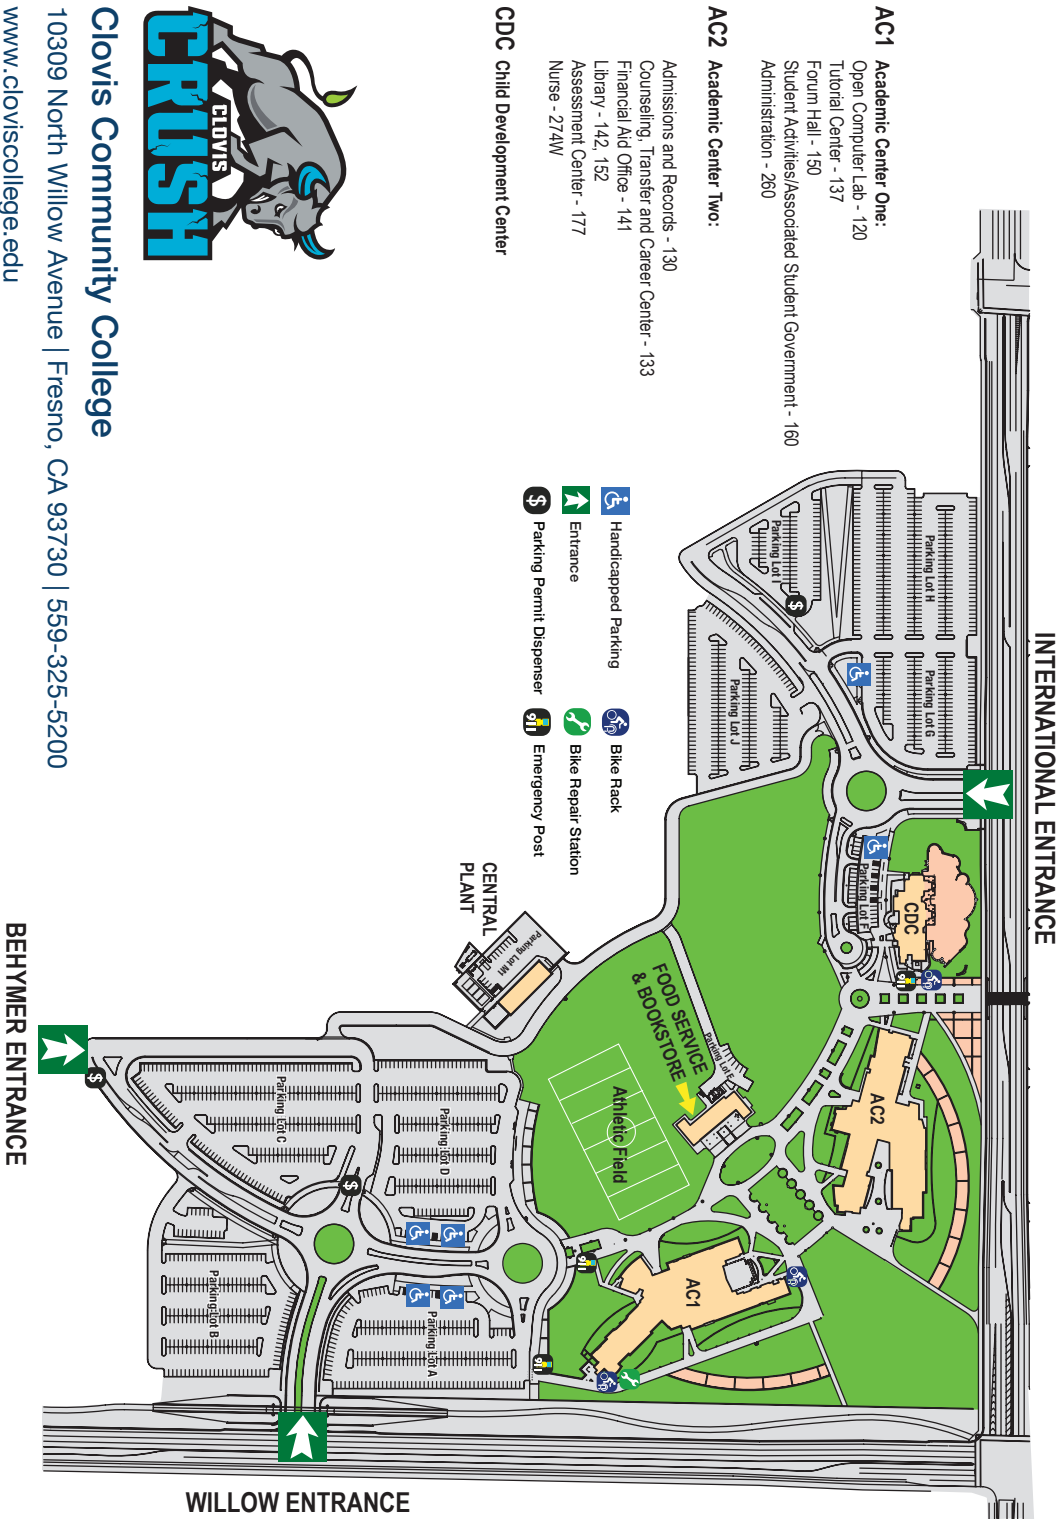 INTERNATIONAL ENTRANCE
AC1 Academic Center One:
Open Computer Lab - 120
Tutorial Center - 137
Forum Hall - 150
Student Activities/Associated Student Government - 160
Administration - 260
AC2 Academic Center Two:
Admissions and Records - 130
Counseling, Transfer and Career Center - 133
Financial Aid Office - 141
Library - 142, 152
Assessment Center - 177
Nurse - 274W
CDC Child Development Center
Handicapped Parking
Entrance
$ Parking Permit Dispenser
Bike Rack
Bike Repair Station
911 Emergency Post
Parking Lot H
Parking Lot G
Parking Lot I
$
Parking Lot J
Parking Lot F
CDC
911
AC2
FOOD SERVICE
& BOOKSTORE
Parking Lot E
Athletic Field
CENTRAL
PLANT
Parking Lot M1
AC1
911
911
Parking Lot D
Parking Lot A
Parking Lot C
Parking Lot B
$
$
CLOVIS
CRUSH
Clovis Community College
10309 North Willow Avenue | Fresno, CA 93730 | 559-325-5200
www.cloviscollege.edu
BEHYMER ENTRANCE
WILLOW ENTRANCE